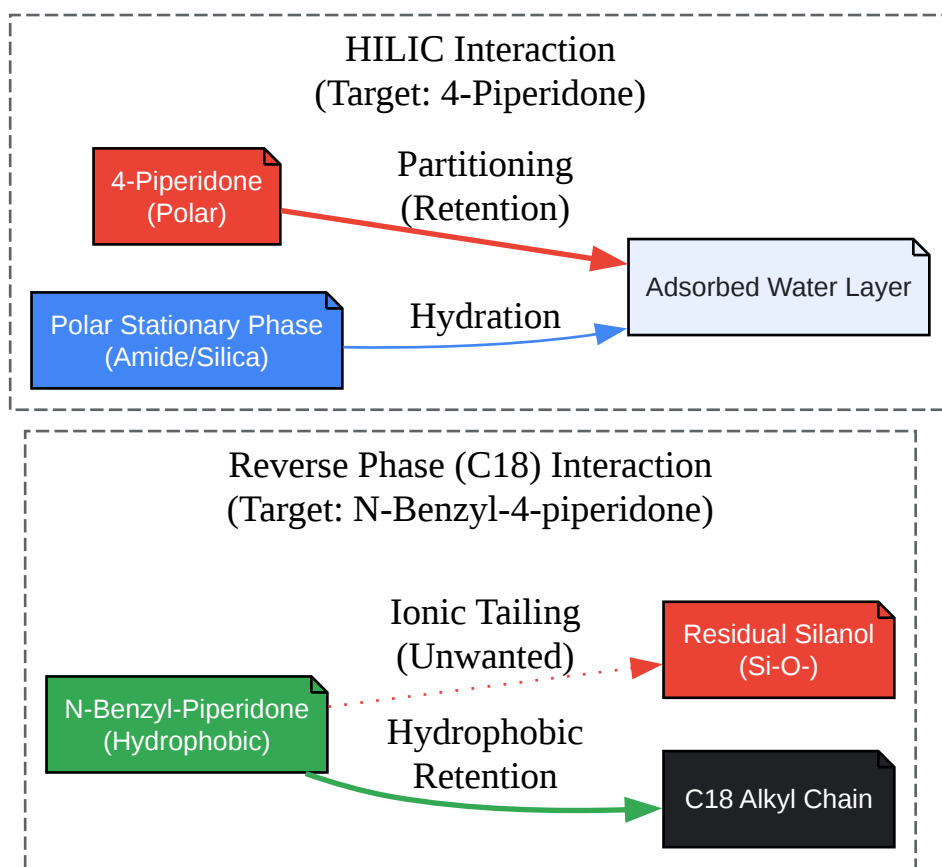 HILIC Interaction
(Target: 4-Piperidone)
4-Piperidone
(Polar)
Partitioning
(Retention)
Adsorbed Water Layer
Polar Stationary Phase
(Amide/Silica)
Hydration
Reverse Phase (C18) Interaction
(Target: N-Benzyl-4-piperidone)
Ionic Tailing
(Unwanted)
Residual Silanol
(Si-O-)
N-Benzyl-Piperidone
(Hydrophobic)
Hydrophobic
Retention
C18 Alkyl Chain